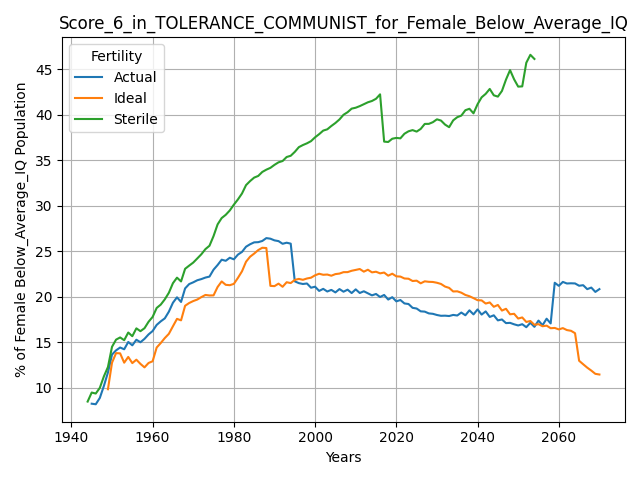 Score_6_in_TOLERANCE_COMMUNIST_for_Female_Below_Average_IQ
Fertility
Actual
Ideal
Sterile
% of Female Below_Average_IQ Population
45
40
35
30
25
20
15
10
1940 1960 1980 2000 2020 2040 2060
Years